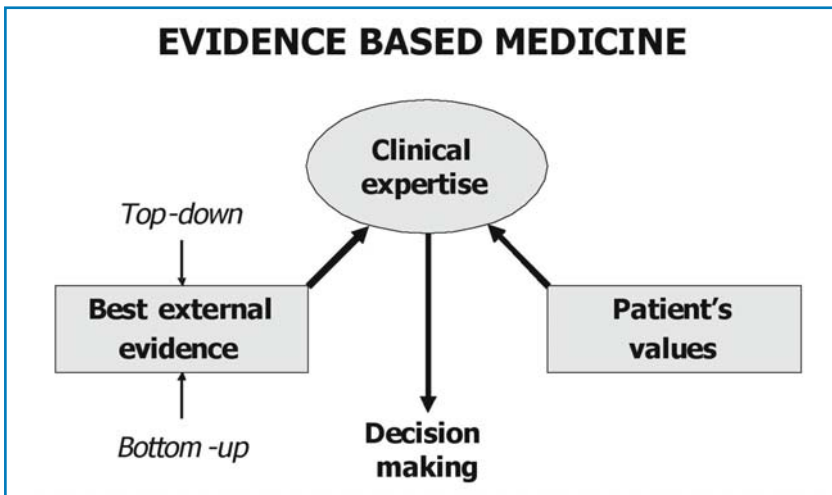 EVIDENCE BASED MEDICINE
Clinical
expertise
Top-down
Best external
evidence
Patient's
values
Bottom -up
Decision
making